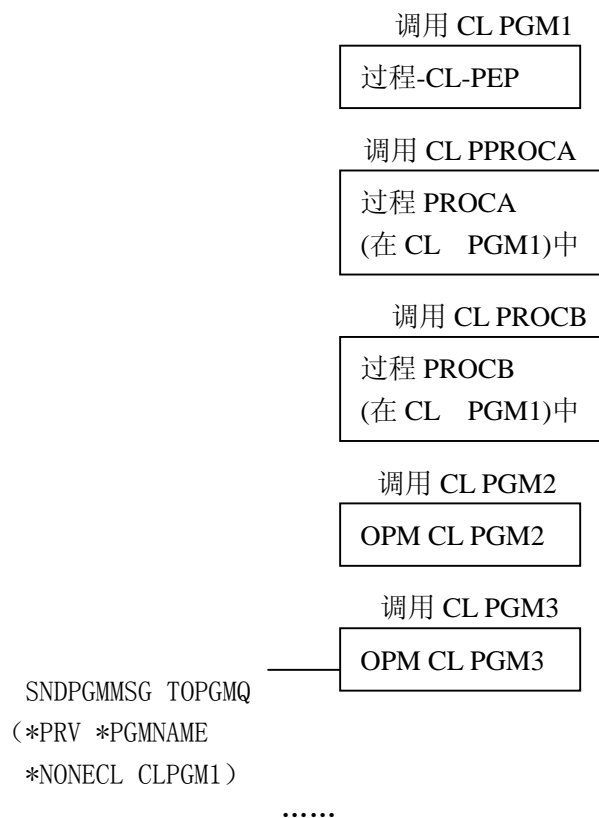 调用 CL PGM1
过程-CL-PEP
调用 CL PPROCA
过程 PROCA
(在 CL PGM1)中
调用 CL PROCB
过程 PROCB
(在 CL PGM1)中
调用 CL PGM2
OPM CL PGM2
调用 CL PGM3
OPM CL PGM3
SNDPGMMSG TOPGMQ
（*PRV *PGMNAME
*NONECL CLPGM1）
……